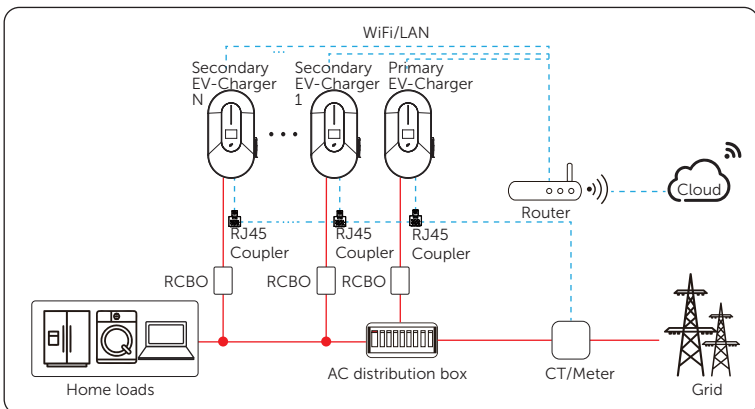 WiFi/LAN
Secondary
EV-Charger
N
Secondary
EV-Charger
1
Primary
EV-Charger
Cloud
Router
RJ45
Coupler
RJ45
Coupler
RJ45
Coupler
RCBO
RCBO
RCBO
Home loads
AC distribution box
CT/Meter
Grid